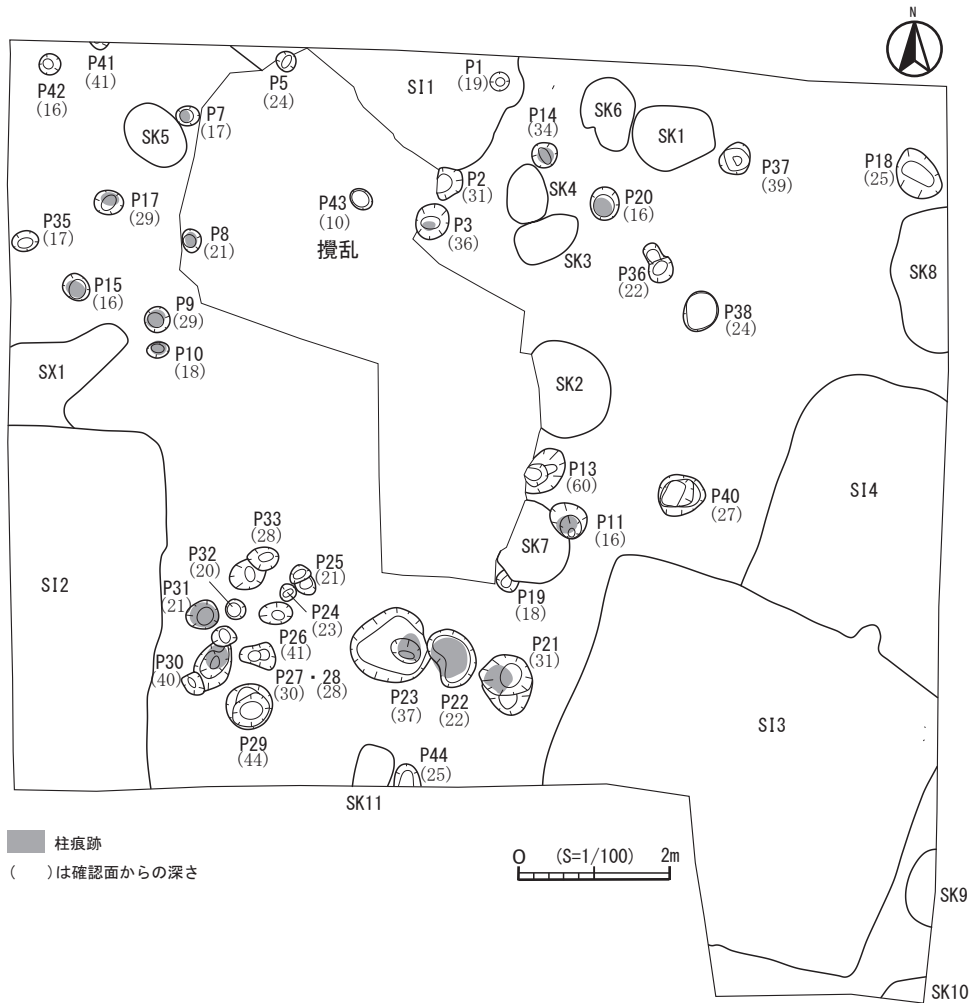 N
P41
(41)
P42
(16)
P5
(24)
SI1
P1
(19)
SK6
SK1
P14
(34)
P7
(17)
SK5
P37
(39)
P18
(25)
P2
(31)
SK4
P20
(16)
P17
(29)
P43
(10)
P3
(36)
P35
(17)
P8
(21)
攪乱
SK3
P36
(22)
SK8
P15
(16)
P9
(29)
P38
(24)
P10
(18)
SX1
SK2
P13
(60)
P40
(27)
SI4
P33
(28)
P11
(16)
SK7
P32
(20)
P25
(21)
SI2
P31
(21)
P24
(23)
P19
(18)
P26
(41)
P21
(31)
P30
(40)
P27・28
(30) (28)
P23
(37)
P22
(22)
SI3
P29
(44)
P44
(25)
SK11
柱痕跡
( )は確認面からの深さ
0 (S=1/100) 2m
SK9
SK10